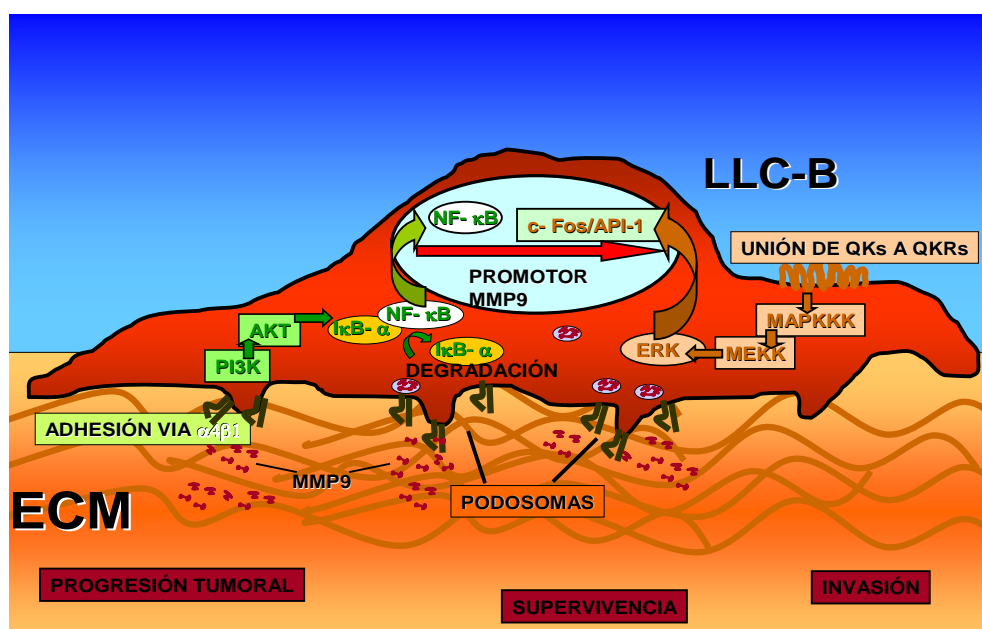 LLC-B
NF- κB
c- Fos/API-1
UNIÓN DE QKs A QKRs
PROMOTOR
MMP9
NF- κB
MAPKKK
AKT
IκB- α
ERK
MEKK
IκB- α
PI3K
DEGRADACIÓN
ADHESIÓN VIA α4β1
MMP9
PODOSOMAS
ECM
PROGRESIÓN TUMORAL
SUPERVIVENCIA
INVASIÓN